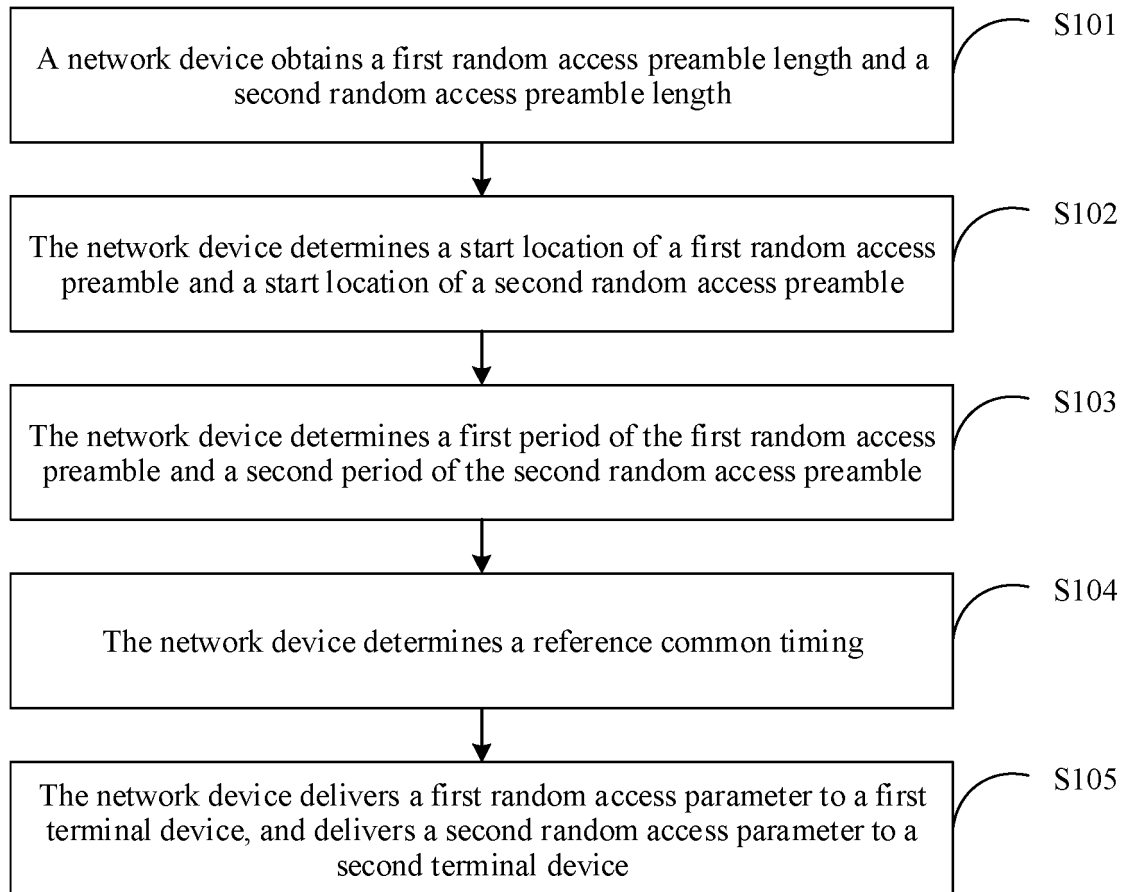 S101
A network device obtains a first random access preamble length and a
second random access preamble length
S102
The network device determines a start location of a first random access
preamble and a start location of a second random access preamble
S103
The network device determines a first period of the first random access
preamble and a second period of the second random access preamble
S104
The network device determines a reference common timing
S105
The network device delivers a first random access parameter to a first
terminal device, and delivers a second random access parameter to a
second terminal device